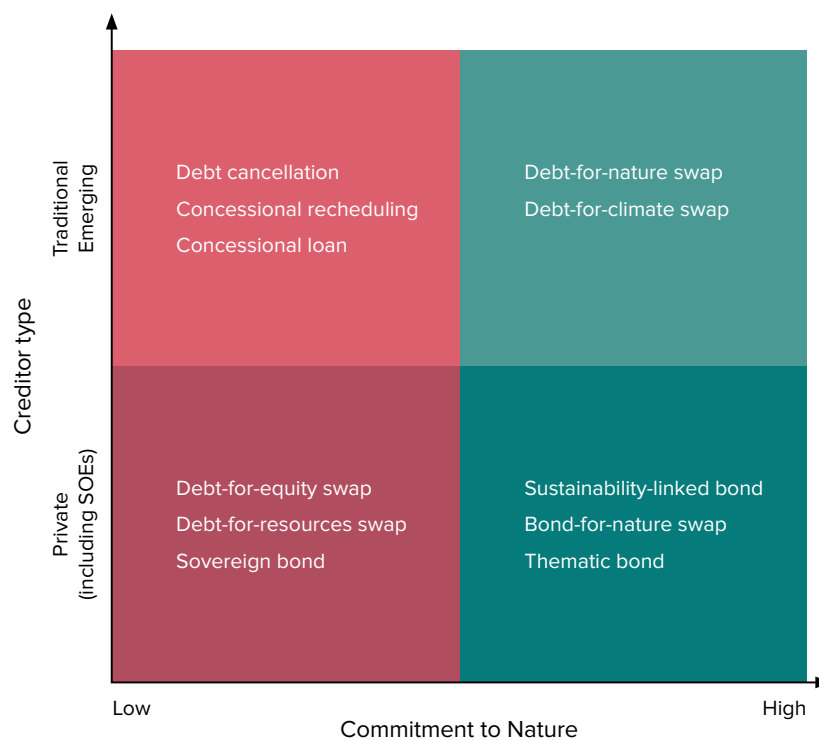 Creditor type
Traditional
Emerging
Debt cancellation
Concessional recheduling
Concessional loan
Debt-for-nature swap
Debt-for-climate swap
Private
(including SOEs)
Debt-for-equity swap
Debt-for-resources swap
Sovereign bond
Sustainability-linked bond
Bond-for-nature swap
Thematic bond
Low
High
Commitment to Nature